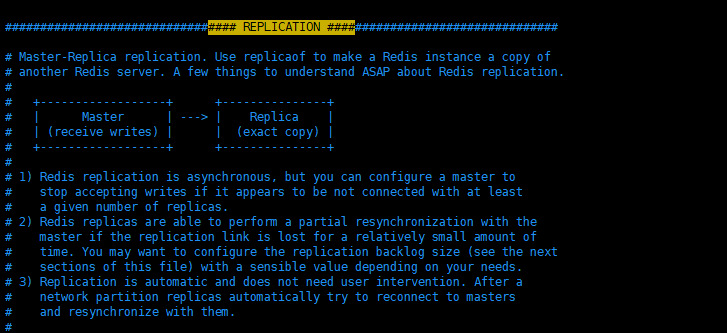 ################################# REPLICATION #################################

# Master-Replica replication. Use replicaof to make a Redis instance a copy of
# another Redis server. A few things to understand ASAP about Redis replication.
#
#   +------------------+      +---------------+
#   |      Master      | ---> |    Replica    |
#   | (receive writes) |      |  (exact copy) |
#   +------------------+      +---------------+
#
# 1) Redis replication is asynchronous, but you can configure a master to
#    stop accepting writes if it appears to be not connected with at least
#    a given number of replicas.
# 2) Redis replicas are able to perform a partial resynchronization with the
#    master if the replication link is lost for a relatively small amount of
#    time. You may want to configure the replication backlog size (see the next
#    sections of this file) with a sensible value depending on your needs.
# 3) Replication is automatic and does not need user intervention. After a
#    network partition replicas automatically try to reconnect to masters
#    and resynchronize with them.
#